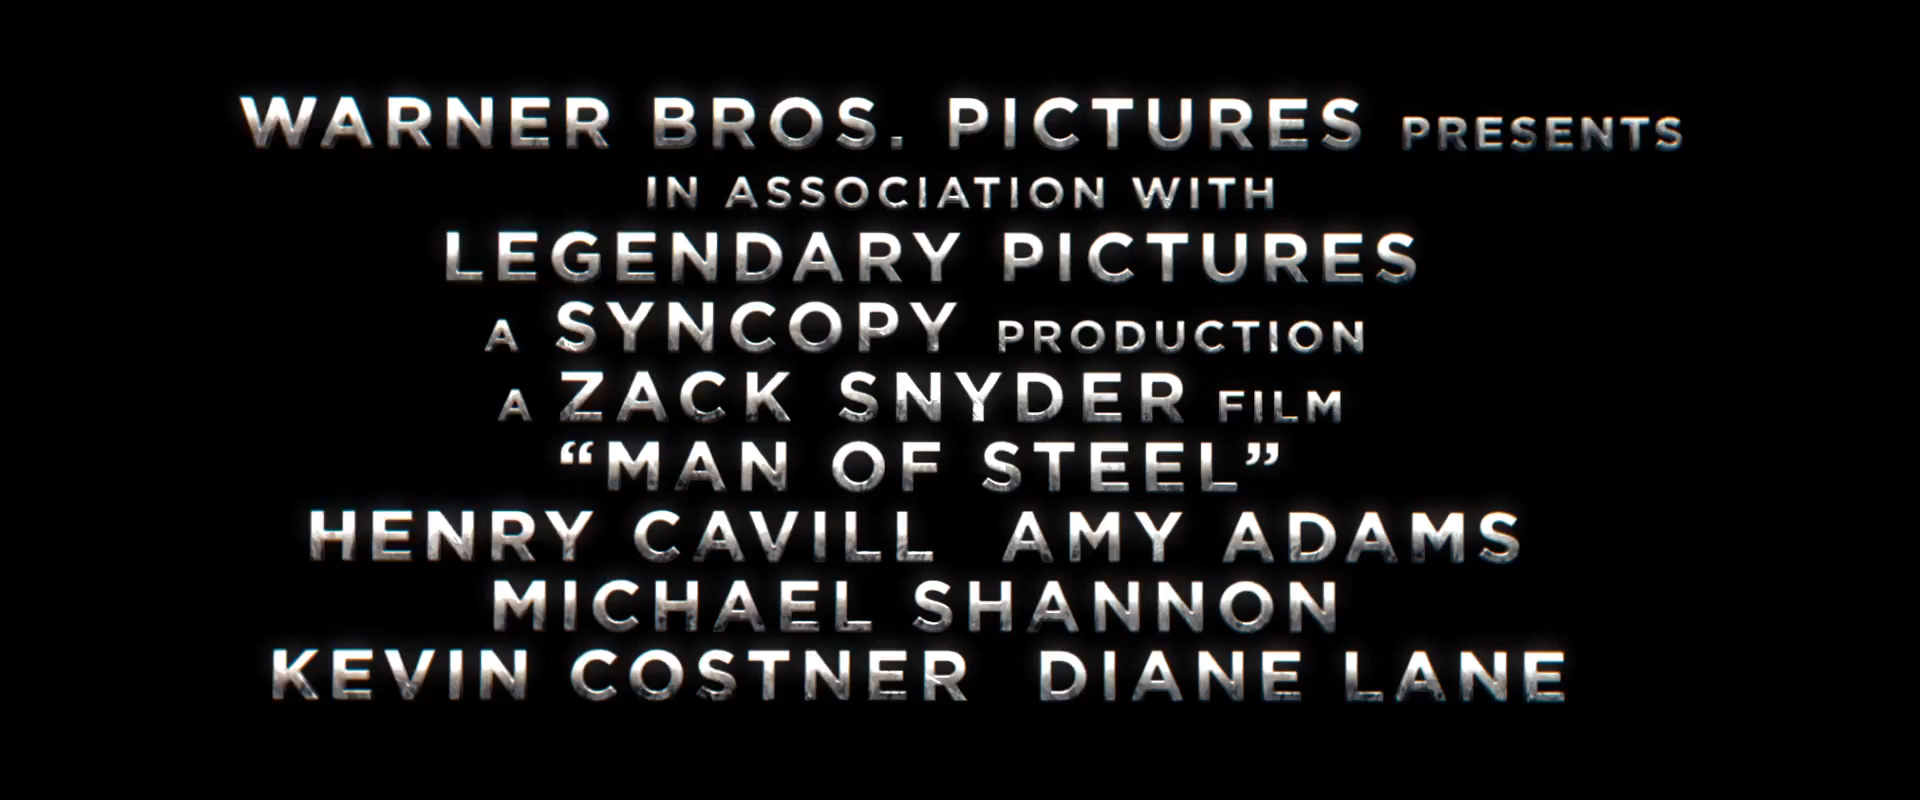 WARNER BROS. PICTURES PRESENTS
IN ASSOCIATION WITH
LEGENDARY PICTURES
A SYNCOPY PRODUCTION
A ZACK SNYDER FILM
“MAN OF STEEL”
HENRY CAVILL AMY ADAMS
MICHAEL SHANNON
KEVIN COSTNER DIANE LANE